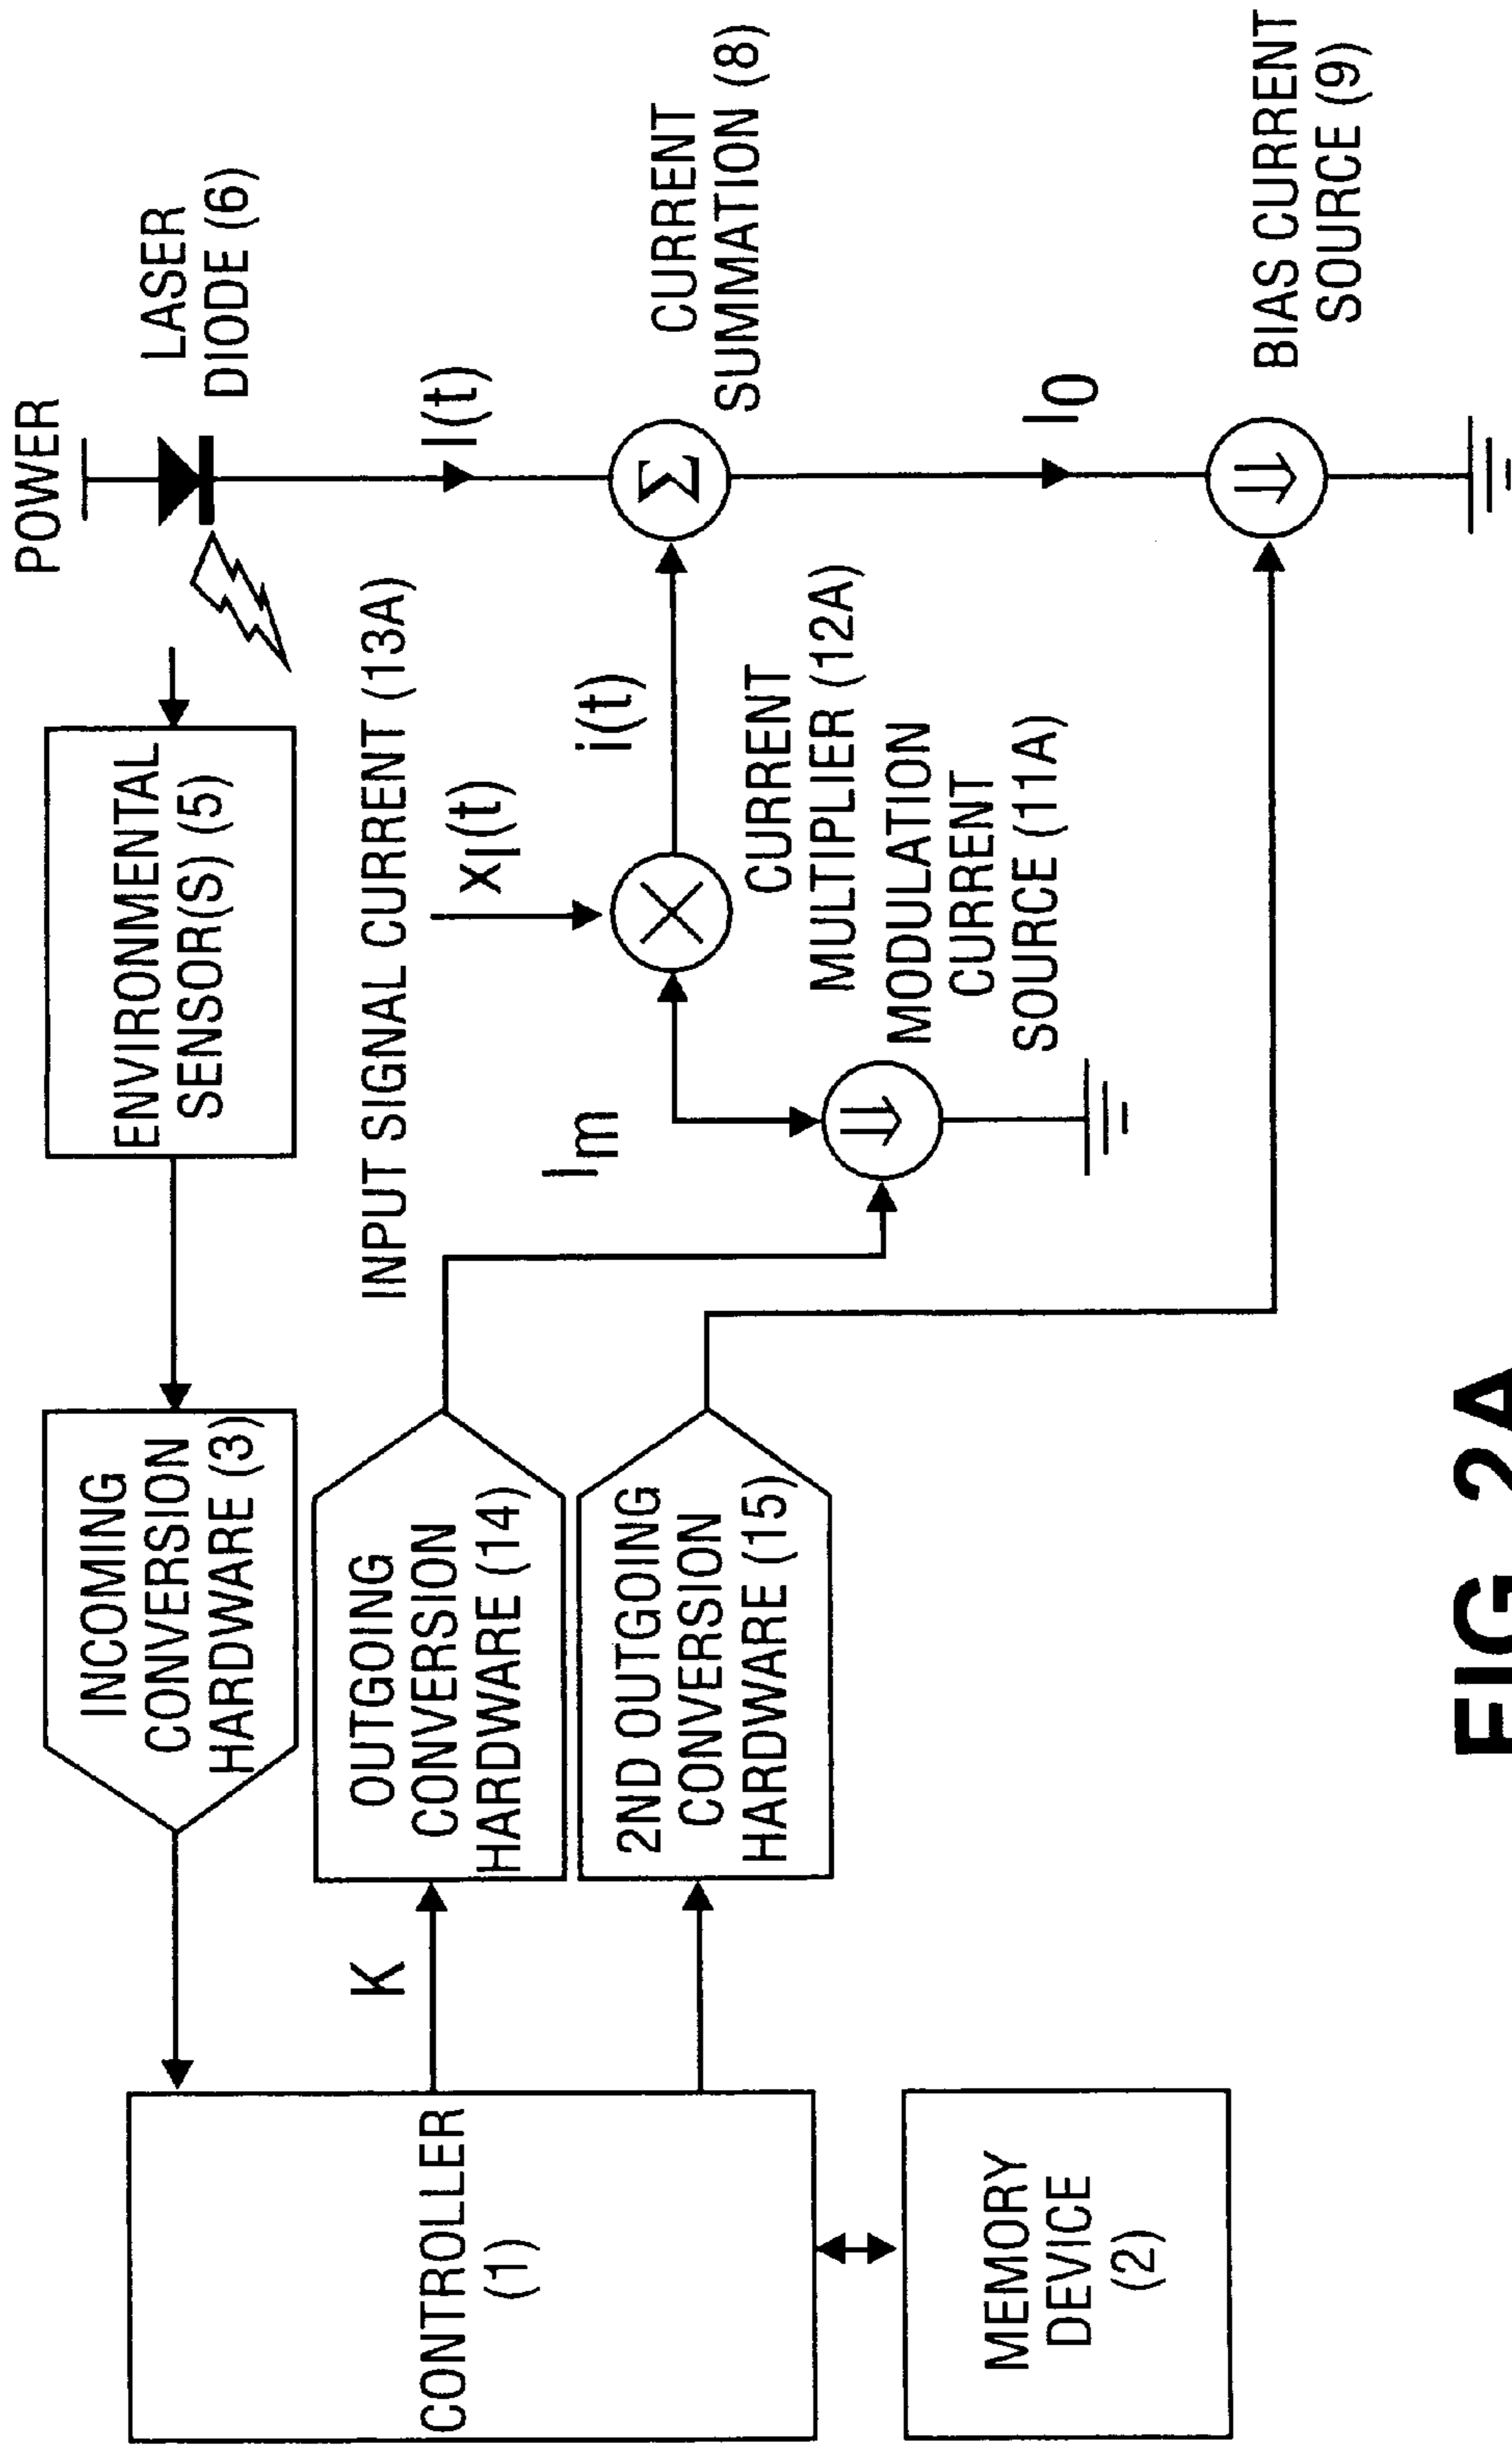 POWER
LASER
DIODE (6)
ENVIRONMENTAL
SENSOR(S) (5)
INCOMING
CONVERSION
HARDWARE (3)
I(t)
INPUT SIGNAL CURRENT (13A)
xI(t)
OUTGOING
CONVERSION
HARDWARE (14)
K
CONTROLLER
(1)
Im
i(t)
Σ
CURRENT
SUMMATION (8)
CURRENT
MULTIPLIER (12A)
2ND OUTGOING
CONVERSION
HARDWARE (15)
MODULATION
CURRENT
SOURCE (11A)
I0
MEMORY
DEVICE
(2)
BIAS CURRENT
SOURCE (9)
FIG. 2A